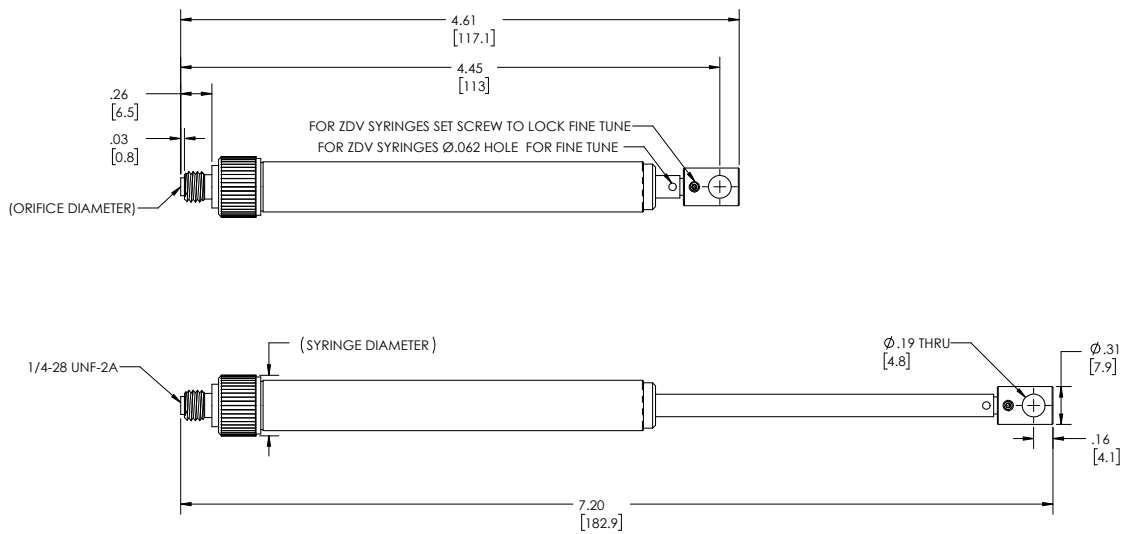 4.61
[117.1]
4.45
[113]
.26
[6.5]
.03
[0.8]
FOR ZDV SYRINGES SET SCREW TO LOCK FINE TUNE
FOR ZDV SYRINGES Ø.062 HOLE FOR FINE TUNE
(ORIFICE DIAMETER)
(SYRINGE DIAMETER)
1/4-28 UNF-2A
Ø.19 THRU
[4.8]
Ø.31
[7.9]
.16
[4.1]
7.20
[182.9]